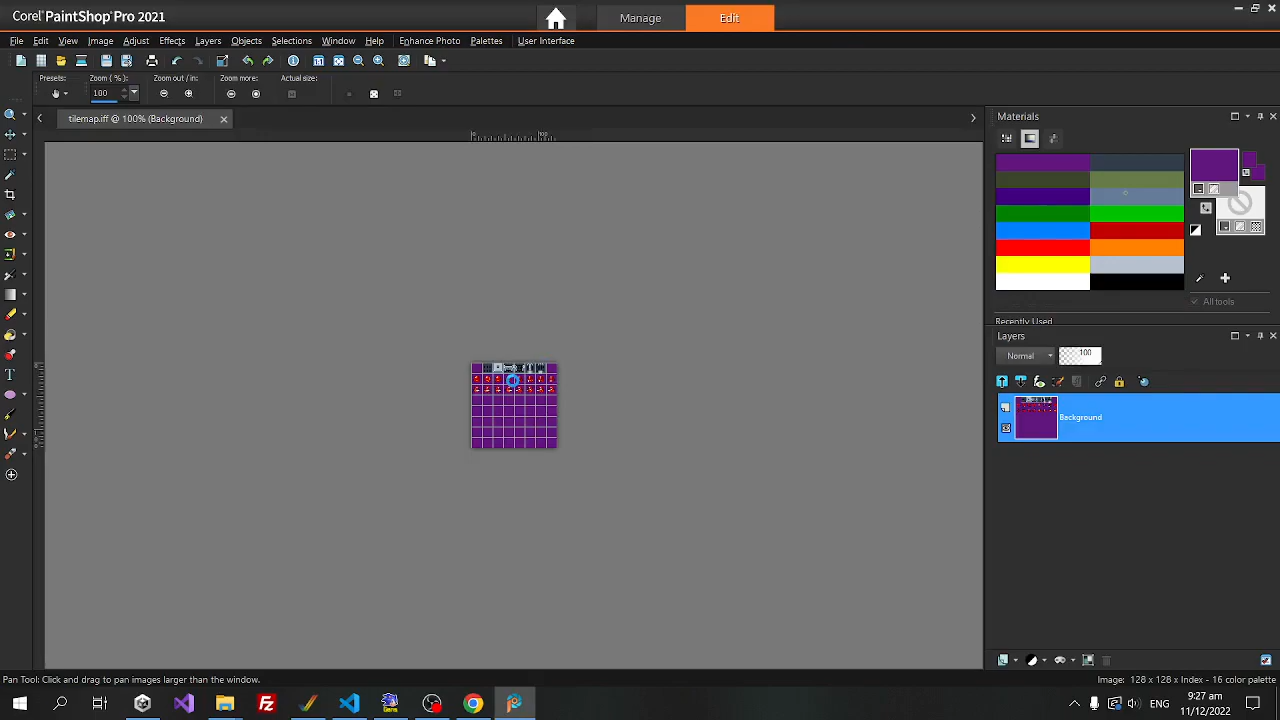 Corel® PaintShop® Pro 2021
Manage
Edit
File Edit View Image Adjust Effects Layers Objects Selections Window Help Enhance Photo Palettes User Interface
Presets: Zoom ( % ): Zoom out / in: Zoom more: Actual size:
100
tilemap.iff @ 100% (Background)
0 100
Materials
All tools
Recently Used
Layers
Normal 100
Background
Pan Tool: Click and drag to pan images larger than the window.
Image: 128 x 128 x Index - 16 color palette
ENG
9:27 πμ
11/12/2022